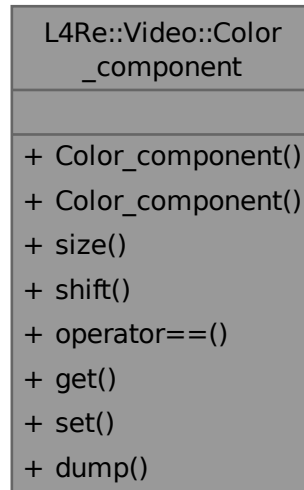 L4Re::Video::Color
_component
+ Color_component()
+ Color_component()
+ size()
+ shift()
+ operator==()
+ get()
+ set()
+ dump()